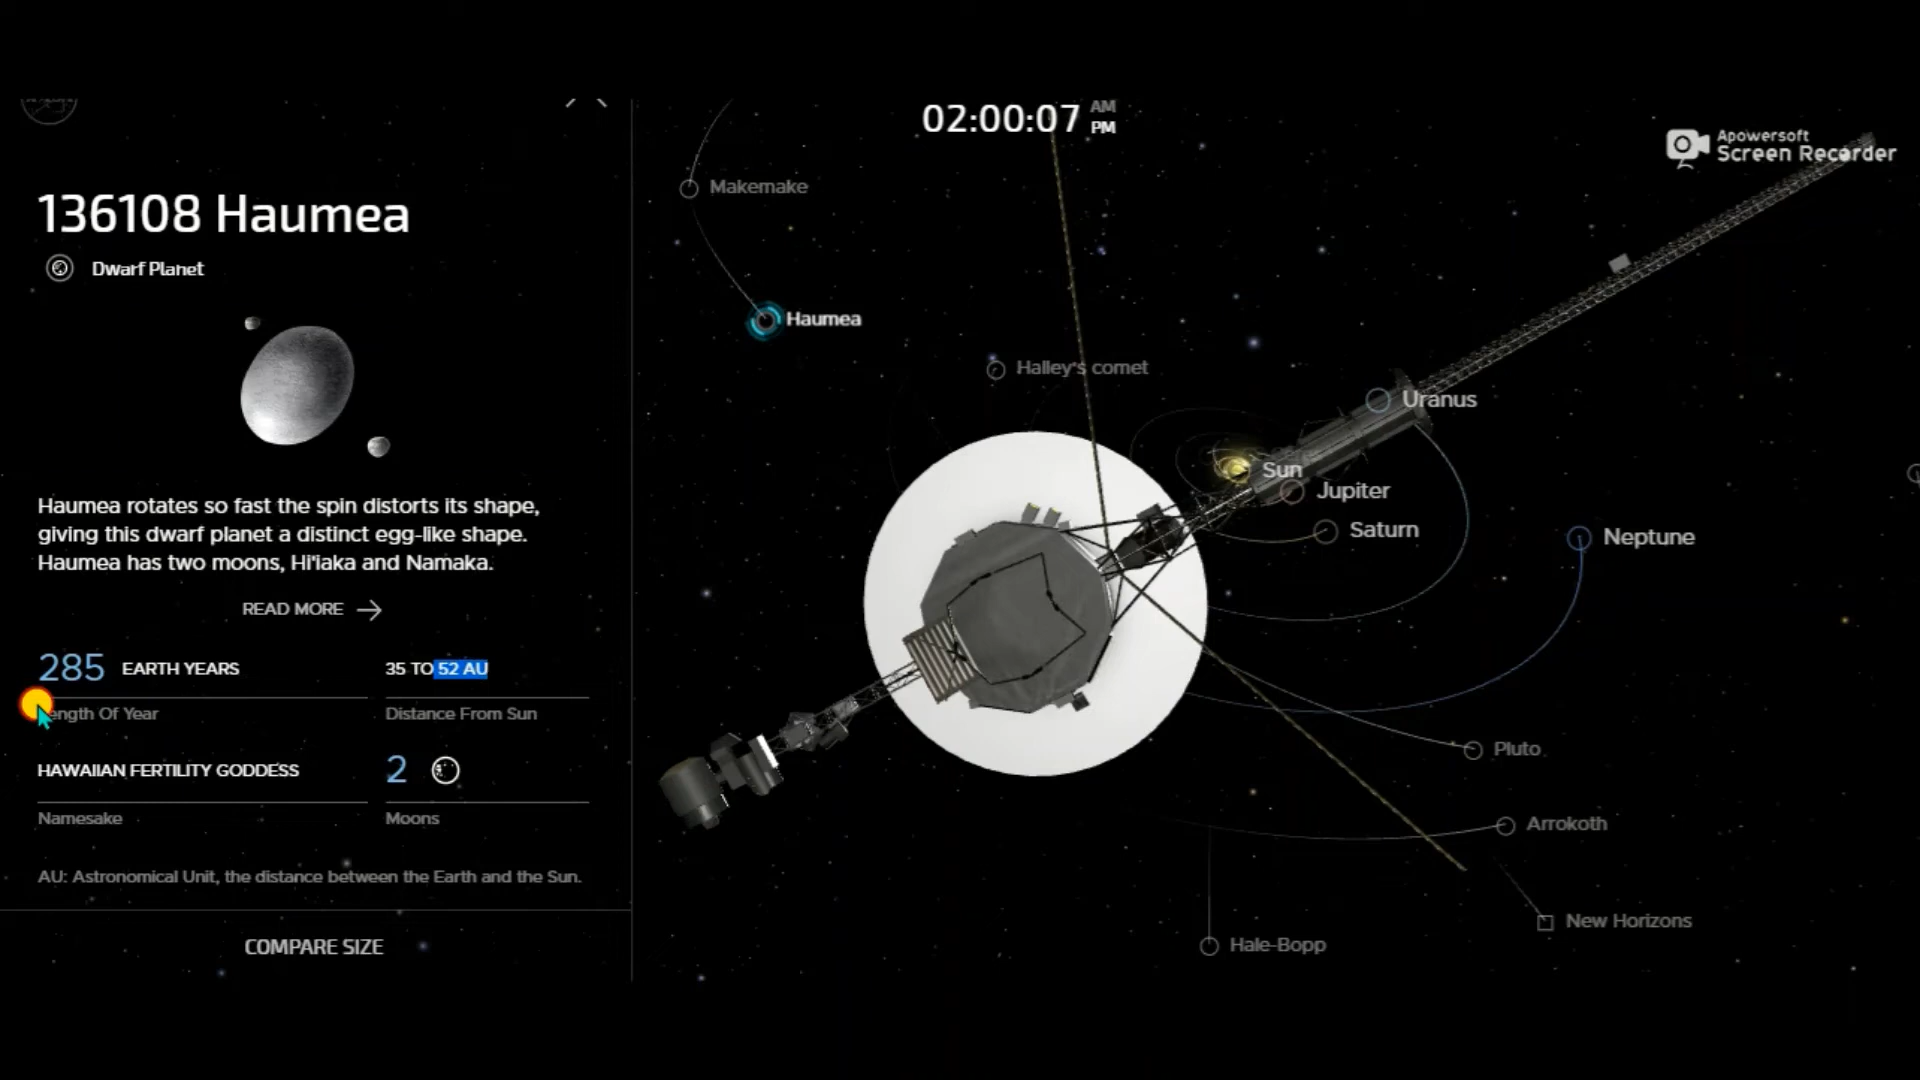 02:00:07 AM
PM
Apowersoft
Screen Recorder
136108 Haumea
Dwarf Planet
Makemake
Haumea
Halley's comet
Uranus
Sun
Jupiter
Saturn
Neptune
Pluto
Arrokoth
New Horizons
Hale-Bopp
Haumea rotates so fast the spin distorts its shape,
giving this dwarf planet a distinct egg-like shape.
Haumea has two moons, Hi'iaka and Namaka.
READ MORE
285 EARTH YEARS
35 TO 52 AU
ength Of Year
Distance From Sun
HAWAIIAN FERTILITY GODDESS
2
Namesake
Moons
AU: Astronomical Unit, the distance between the Earth and the Sun.
COMPARE SIZE